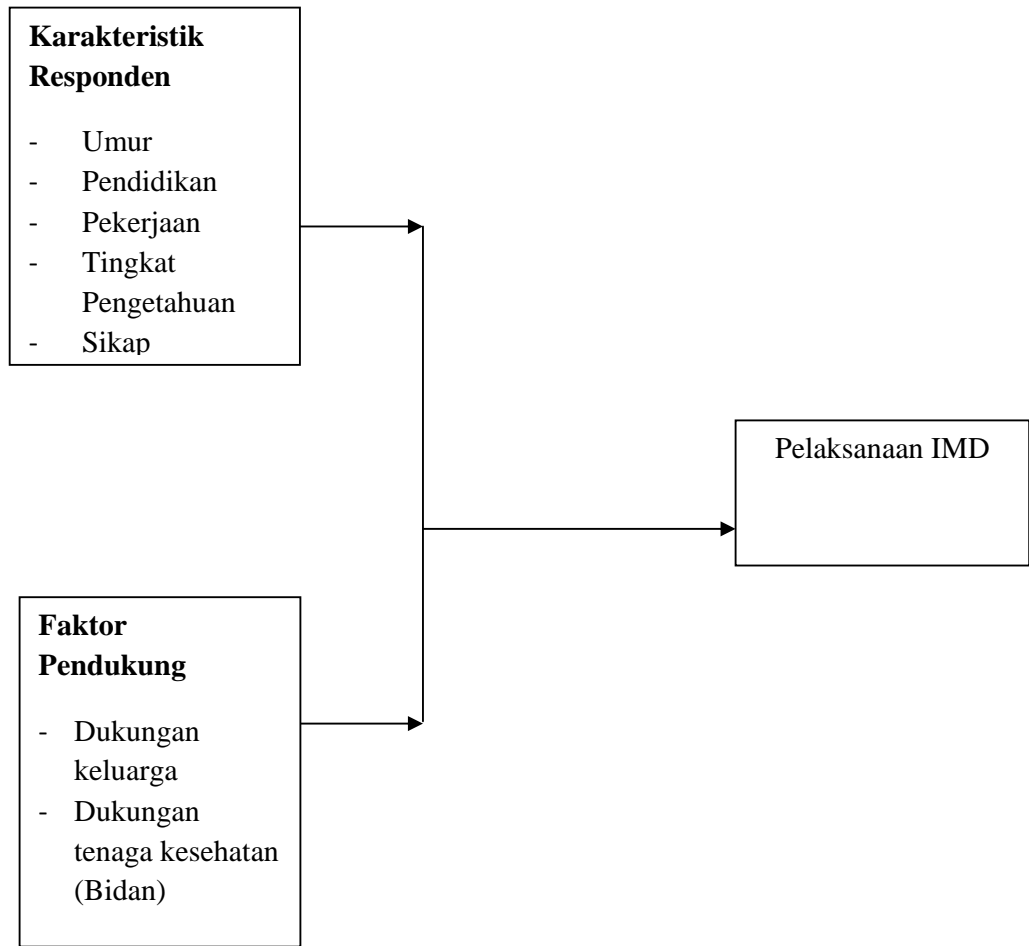 Karakteristik
Responden
- Umur
- Pendidikan
- Pekerjaan
- Tingkat
Pengetahuan
- Sikap
Pelaksanaan IMD
Faktor
Pendukung
- Dukungan
keluarga
- Dukungan
tenaga kesehatan
(Bidan)